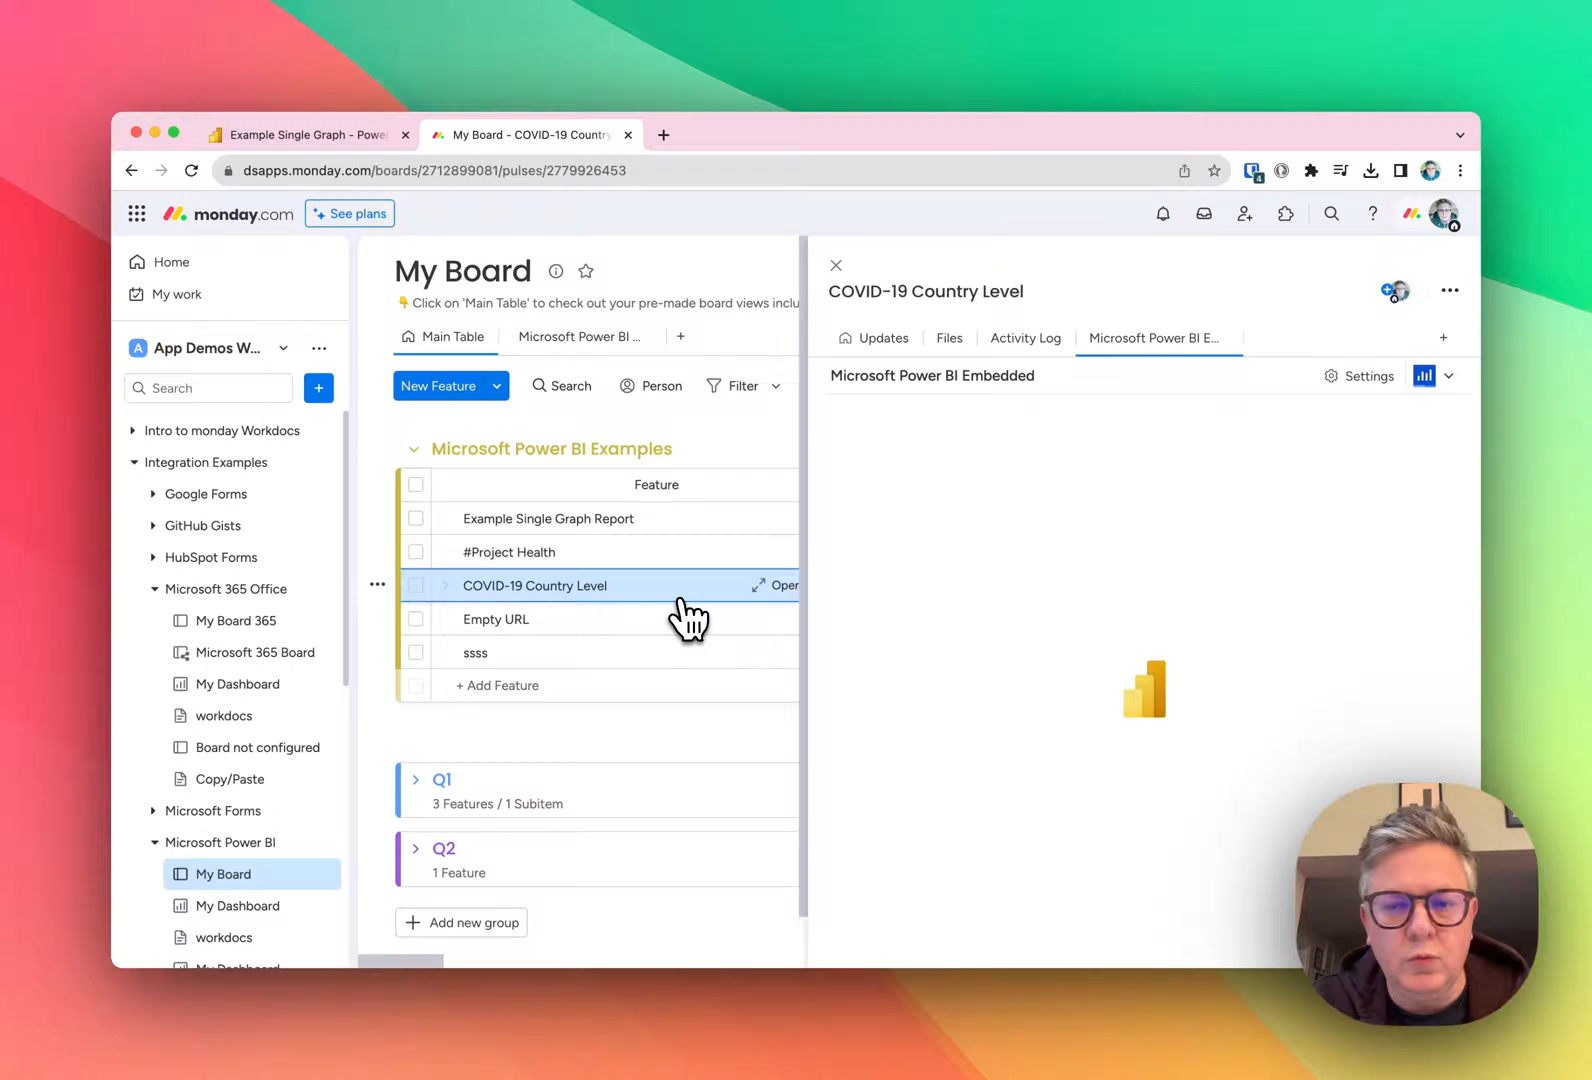 Example Single Graph - Powe
My Board - COVID-19 Country
dsapps.monday.com/boards/2712899081/pulses/2779926453
4
monday.com
See plans
Home
My work
A
App Demos W...
Search
Intro to monday Workdocs
Integration Examples
Google Forms
GitHub Gists
HubSpot Forms
Microsoft 365 Office
My Board 365
Microsoft 365 Board
My Dashboard
workdocs
Board not configured
Copy/Paste
Microsoft Forms
Microsoft Power BI
My Board
My Dashboard
workdocs
My Board
Click on 'Main Table' to check out your pre-made board views inclu
Main Table
Microsoft Power BI ...
New Feature
Search
Person
Filter
Microsoft Power BI Examples
Feature
Example Single Graph Report
#Project Health
COVID-19 Country Level
Open
Empty URL
ssss
+ Add Feature
Q1
3 Features / 1 Subitem
Q2
1 Feature
Add new group
COVID-19 Country Level
Updates
Files
Activity Log
Microsoft Power BI E...
Microsoft Power BI Embedded
Settings